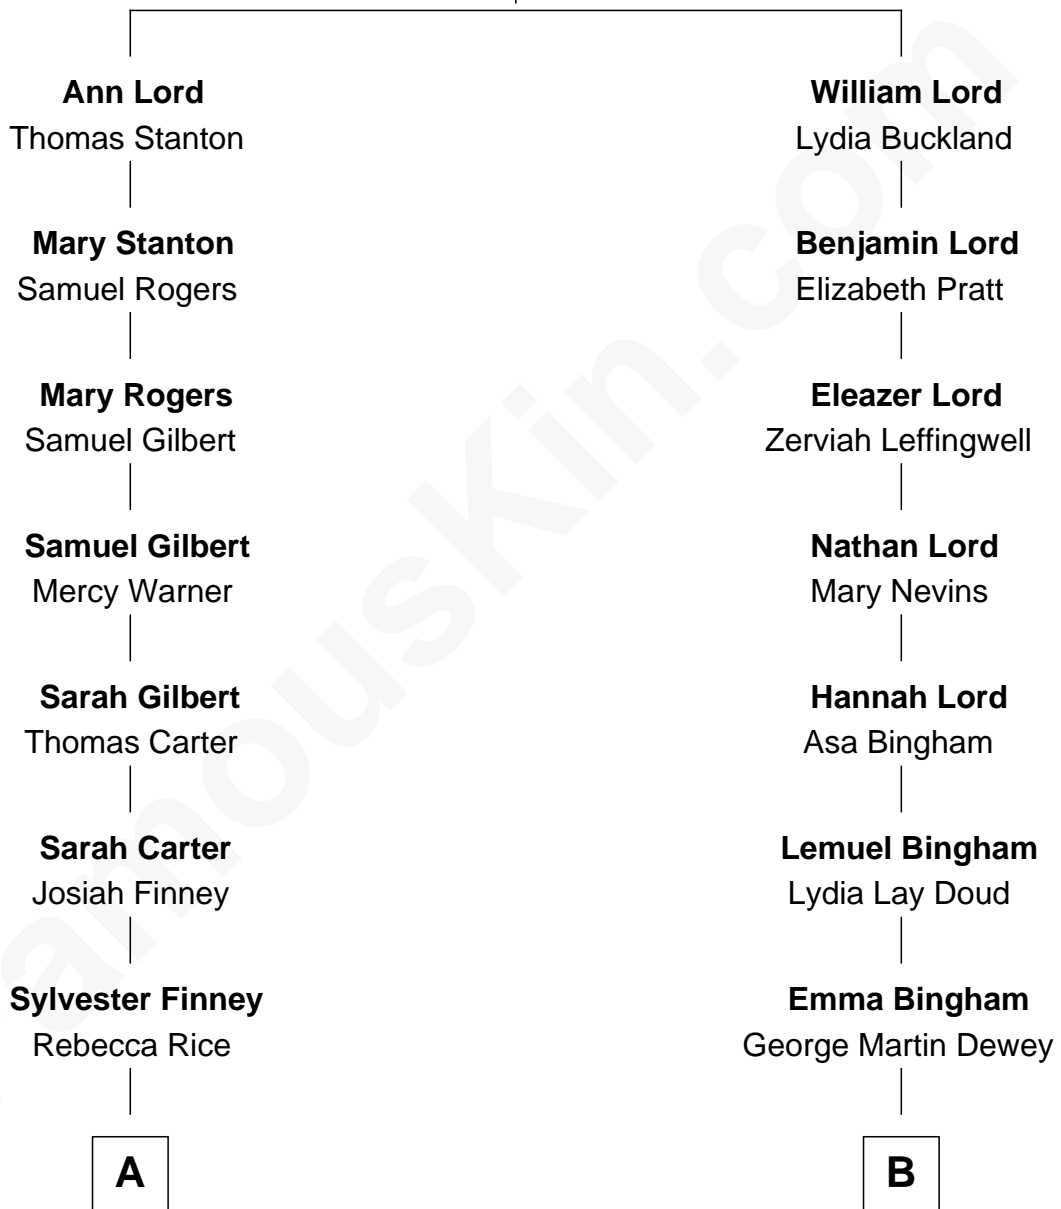 Ann Lord
Thomas Stanton
Mary Stanton
Samuel Rogers
Mary Rogers
Samuel Gilbert
Samuel Gilbert
Mercy Warner
Sarah Gilbert
Thomas Carter
Sarah Carter
Josiah Finney
Sylvester Finney
Rebecca Rice
A
William Lord
Lydia Buckland
Benjamin Lord
Elizabeth Pratt
Eleazer Lord
Zerviah Leffingwell
Nathan Lord
Mary Nevins
Hannah Lord
Asa Bingham
Lemuel Bingham
Lydia Lay Doud
Emma Bingham
George Martin Dewey
B
amouskin.com